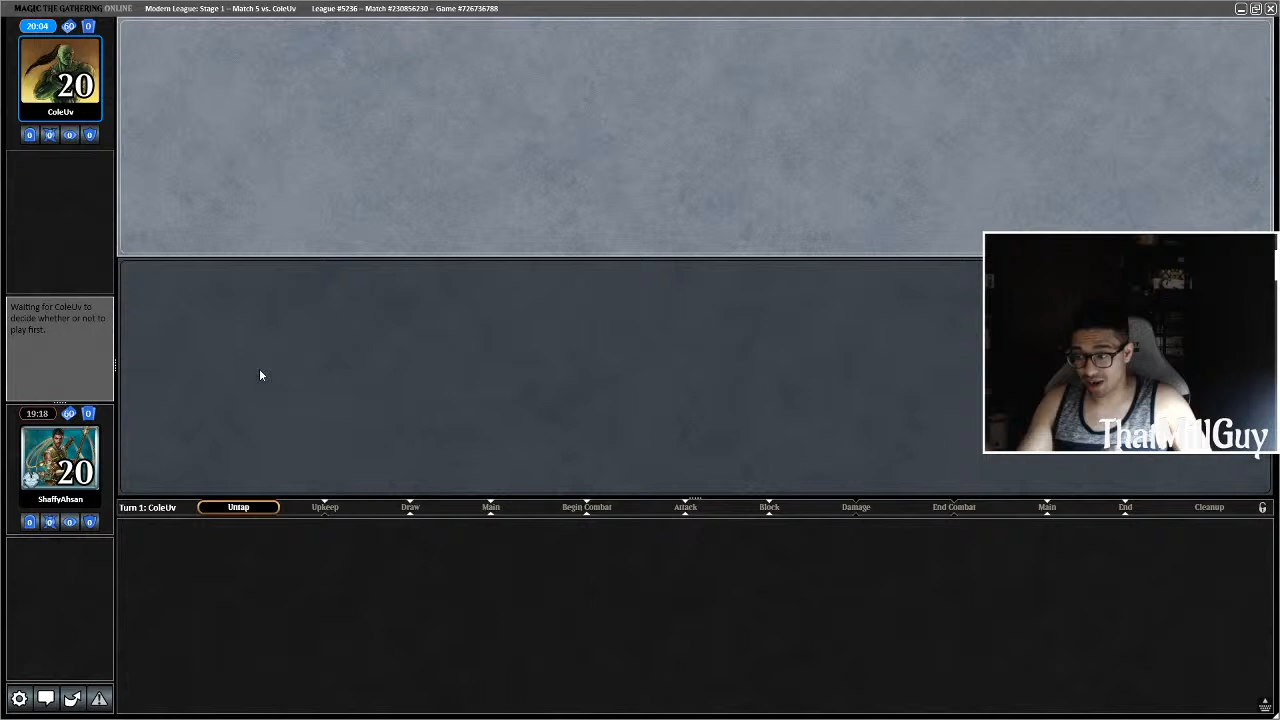 MAGIC THE GATHERING ONLINE
Modern League: Stage 1 – Match 5 vs. ColeUv
League #5236 – Match #230856230 – Game #726736788
20:04
60
0
20
ColeUv
0
0
0
0
Waiting for ColeUv to
decide whether or not to
play first.
19:18
60
0
20
ShaffyAhsan
0
0
0
0
ThatMillGuy
Turn 1: ColeUv
Untap
Upkeep
Draw
Main
Begin Combat
Attack
Block
Damage
End Combat
Main
End
Cleanup